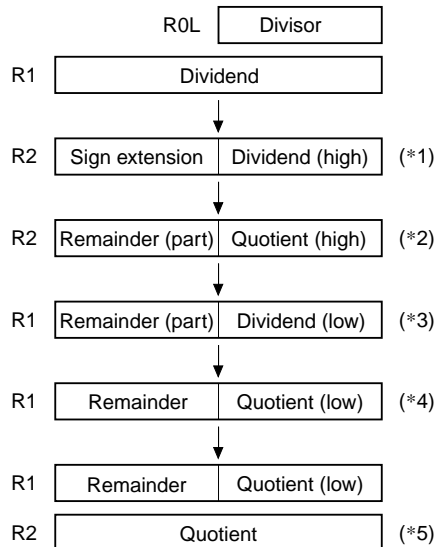 R0L Divisor
R1 Dividend
R2 Sign extension Dividend (high) (*1)
R2 Remainder (part) Quotient (high) (*2)
R1 Remainder (part) Dividend (low) (*3)
R1 Remainder Quotient (low) (*4)
R1 Remainder Quotient (low)
R2 Quotient (*5)